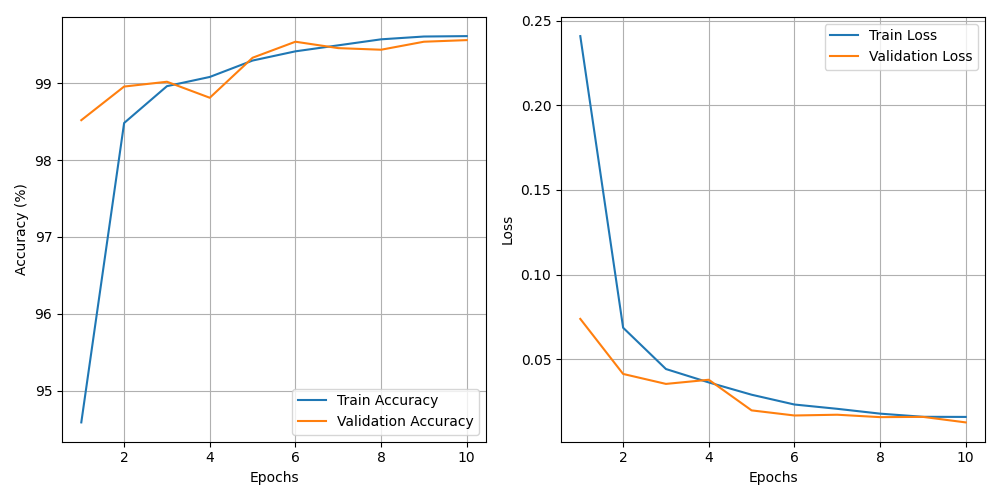 99
98
97
96
95
Accuracy (%)
2 4 6 8 10
Epochs
Train Accuracy
Validation Accuracy
0.25
0.20
0.15
0.10
0.05
Loss
2 4 6 8 10
Epochs
Train Loss
Validation Loss